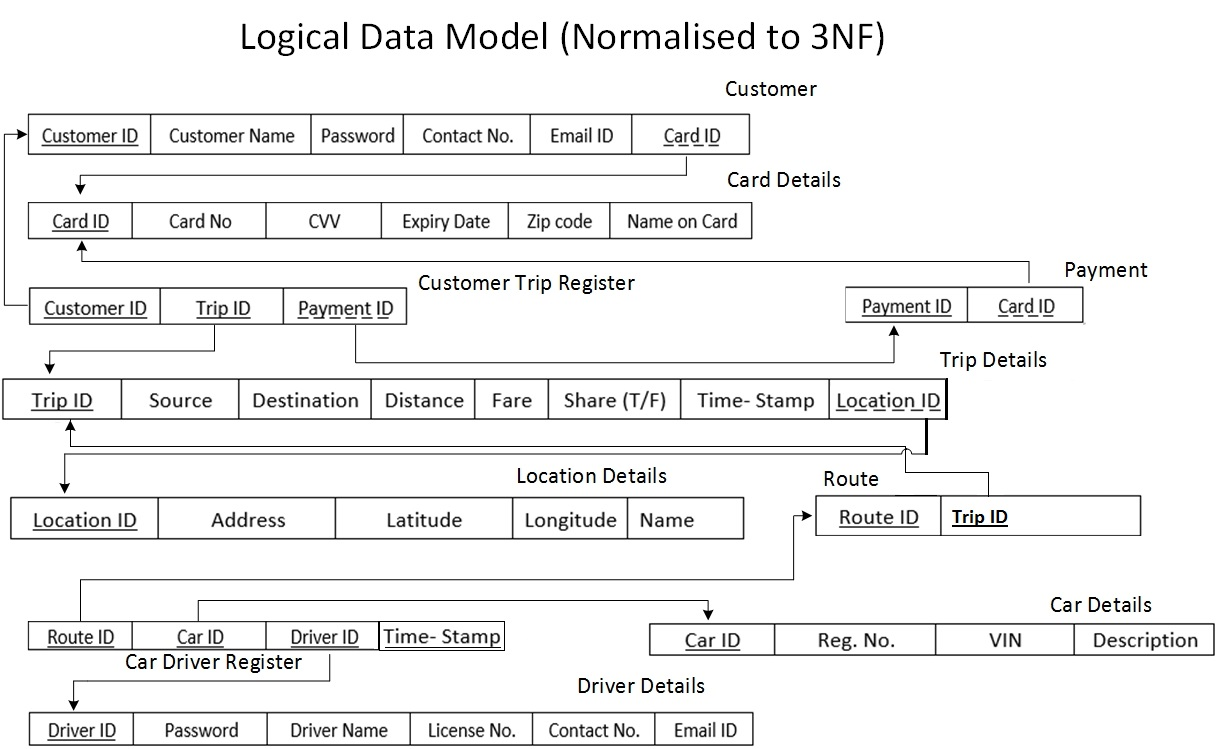 Logical Data Model (Normalised to 3NF)
Customer
Customer ID Customer Name Password Contact No. Email ID Card ID
Card Details
Card ID Card No CVV Expiry Date Zip code Name on Card
Customer Trip Register
Payment
Customer ID Trip ID Payment ID
Payment ID Card ID
Trip Details
Trip ID Source Destination Distance Fare Share (T/F) Time- Stamp Location ID
Location Details
Route
Location ID Address Latitude Longitude Name
Route ID Trip ID
Car Details
Route ID Car ID Driver ID Time- Stamp
Car ID Reg. No. VIN Description
Car Driver Register
Driver Details
Driver ID Password Driver Name License No. Contact No. Email ID